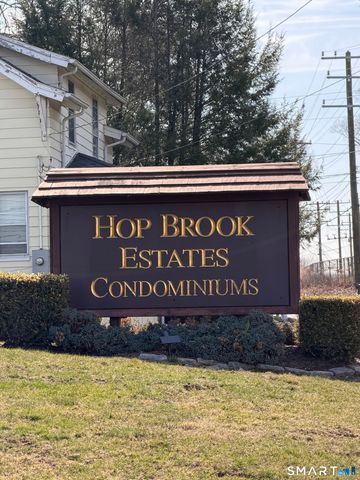 HOP BROOK
ESTATES
CONDOMINIUMS
SMART